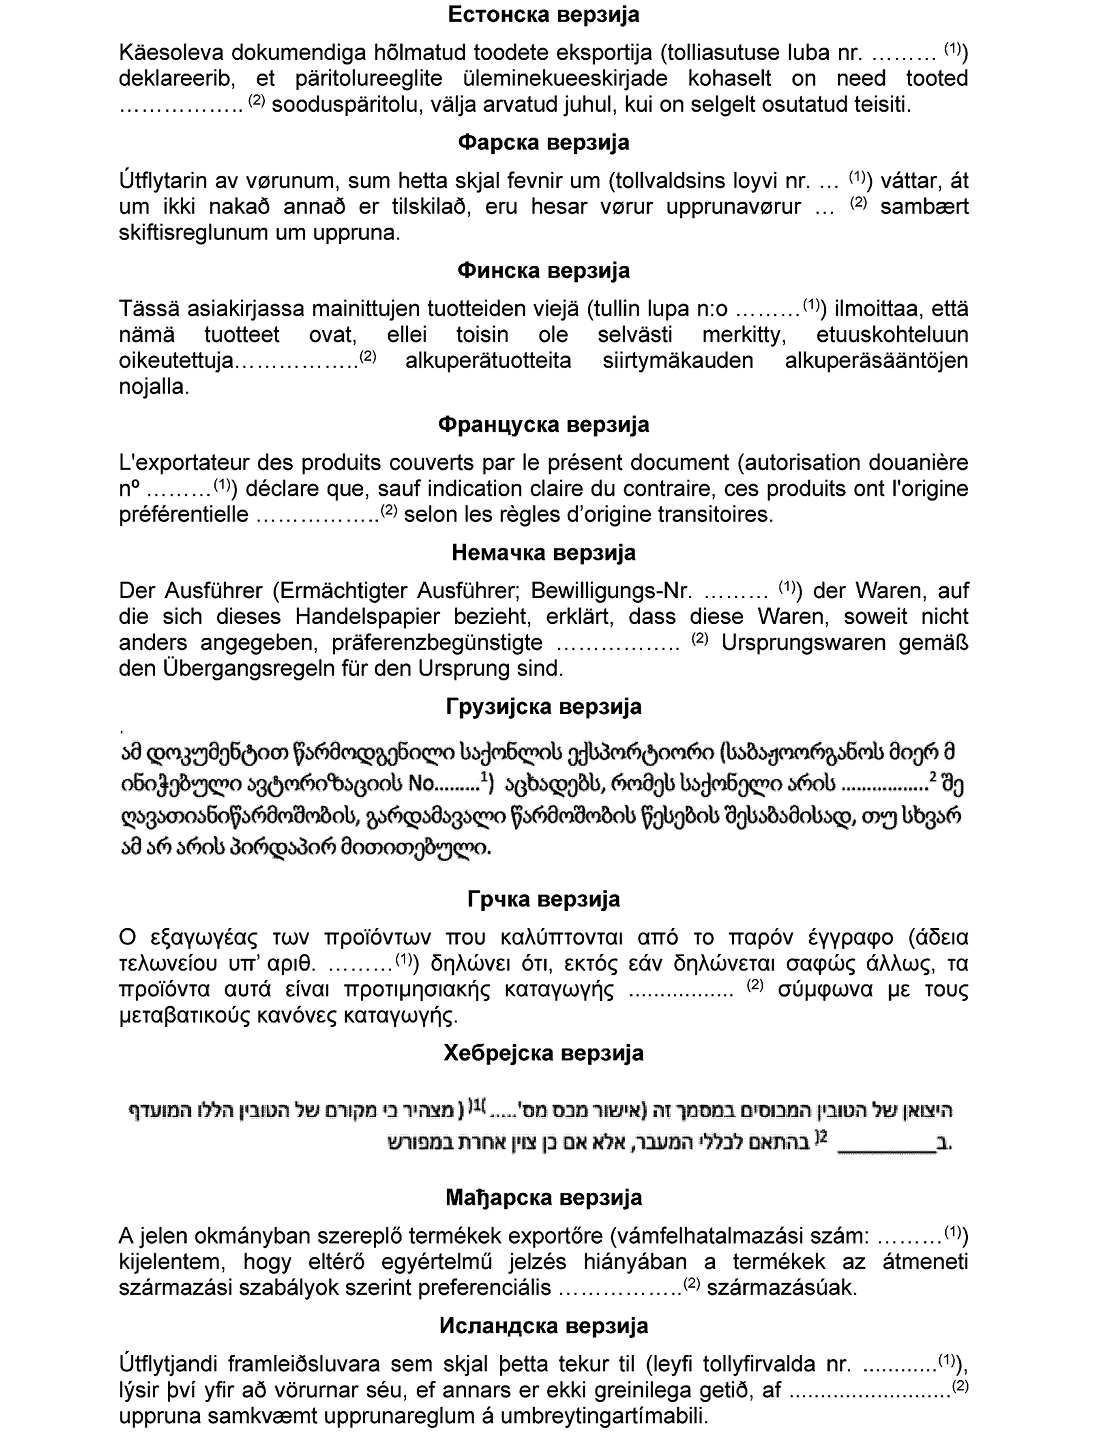 Естонска верзија
Käesoleva dokumendiga hõlmatud toodete eksportija (tolliasutuse luba nr. ……… (1))
deklareerib, et päritolureeglite üleminekueeskirjade kohaselt on need tooted
…………….. (2) sooduspäritolu, välja arvatud juhul, kui on selgelt osutatud teisiti.
Фарска верзија
Útflytarin av vørunum, sum hetta skjal fevnir um (tollvaldsins loyvi nr. … (1)) váttar, át
um ikki nakað annað er tilskilað, eru hesar vørur upprunavørur … (2) sambært
skiftisreglunum um uppruna.
Финска верзија
Tässä asiakirjassa mainittujen tuotteiden viejä (tullin lupa n:o ………(1)) ilmoittaa, että
nämä tuotteet ovat, ellei toisin ole selvästi merkitty, etuuskohteluun
oikeutettuja……………..(2) alkuperätuotteita siirtymäkauden alkuperäsääntöjen
nojalla.
Француска верзија
L'exportateur des produits couverts par le présent document (autorisation douanière
nº ………(1)) déclare que, sauf indication claire du contraire, ces produits ont l'origine
préférentielle ……………..(2) selon les règles d’origine transitoires.
Немачка верзија
Der Ausführer (Ermächtigter Ausführer; Bewilligungs-Nr. ……… (1)) der Waren, auf
die sich dieses Handelspapier bezieht, erklärt, dass diese Waren, soweit nicht
anders angegeben, präferenzbegünstigte …………….. (2) Ursprungswaren gemäß
den Übergangsregeln für den Ursprung sind.
Грузијска верзија
ამ დოკუმენტით წარმოდგენილი საქონლის ექსპორტიორი (საბაჟოორგანოს მიერ მ
ინიჭებული ავტორიზაციის No.........1) აცხადებს, რომეს საქონელი არის .................2 შე
ღავათიანიწარმოშობის, გარდამავალი წარმოშობის წესების შესაბამისად, თუ სხვარ
ამ არ არის პირდაპირ მითითებული.
Грчка верзија
Ο εξαγωγέας των προϊόντων που καλύπτονται από το παρόν έγγραφο (άδεια
τελωνείου υπ’ αριθ. ………(1)) δηλώνει ότι, εκτός εάν δηλώνεται σαφώς άλλως, τα
προϊόντα αυτά είναι προτιμησιακής καταγωγής ................. (2) σύμφωνα με τους
μεταβατικούς κανόνες καταγωγής.
Хебрејска верзија
היצואן של הטובין המכוסים במסמך זה (אישור מכס מס'..... )1( ) מצהיר כי מקורם של הטובין הללו המועדף
ב__________ )2 בהתאם לכללי המעבר, אלא אם כן צוין אחרת במפורש.
Мађарска верзија
A jelen okmányban szereplő termékek exportőre (vámfelhatalmazási szám: ………(1))
kijelentem, hogy eltérő egyértelmű jelzés hiányában a termékek az átmeneti
származási szabályok szerint preferenciális ……………..(2) származásúak.
Исландска верзија
Útflytjandi framleiðsluvara sem skjal þetta tekur til (leyfi tollyfirvalda nr. ............(1)),
lýsir því yfir að vörurnar séu, ef annars er ekki greinilega getið, af ..........................(2)
uppruna samkvæmt upprunareglum á umbreytingartímabili.